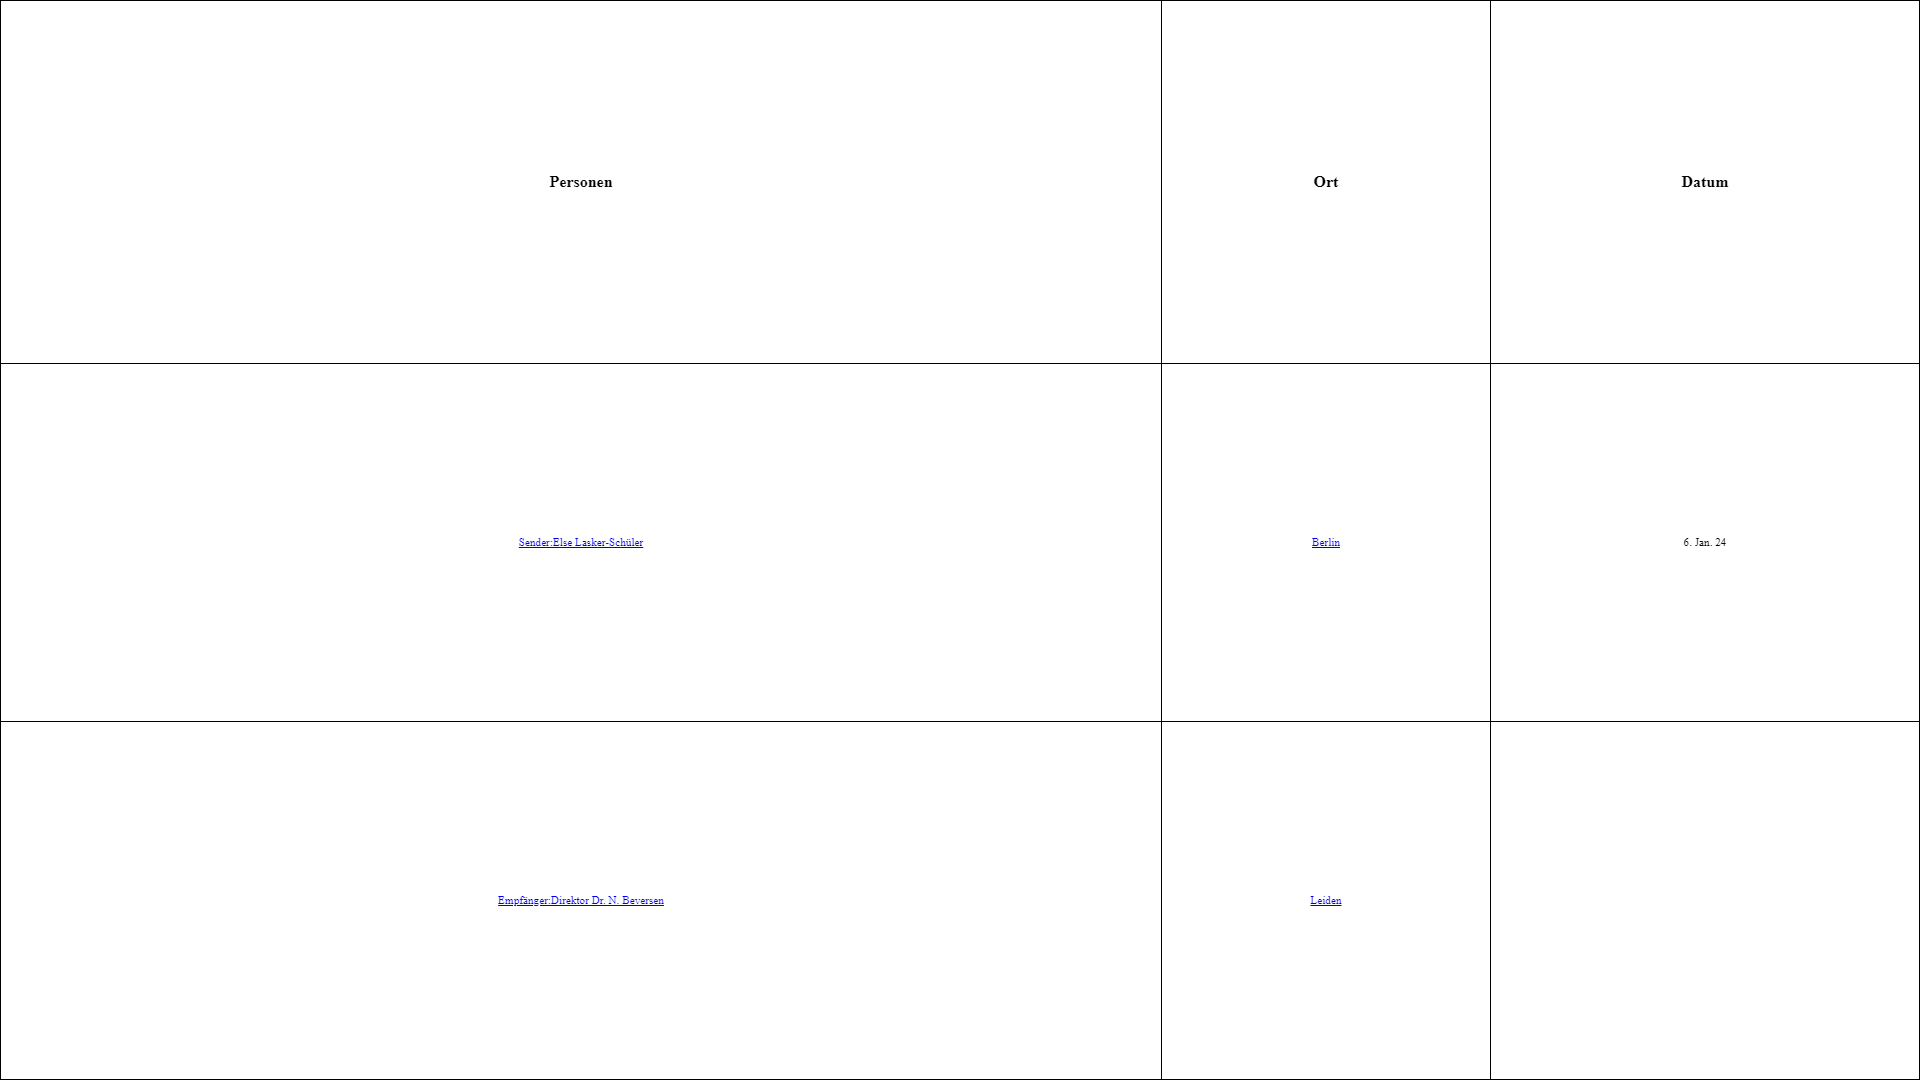 Personen Ort Datum
Sender:Else Lasker-Schüler Berlin 6. Jan. 24
Empfänger:Direktor Dr. N. Beversen Leiden